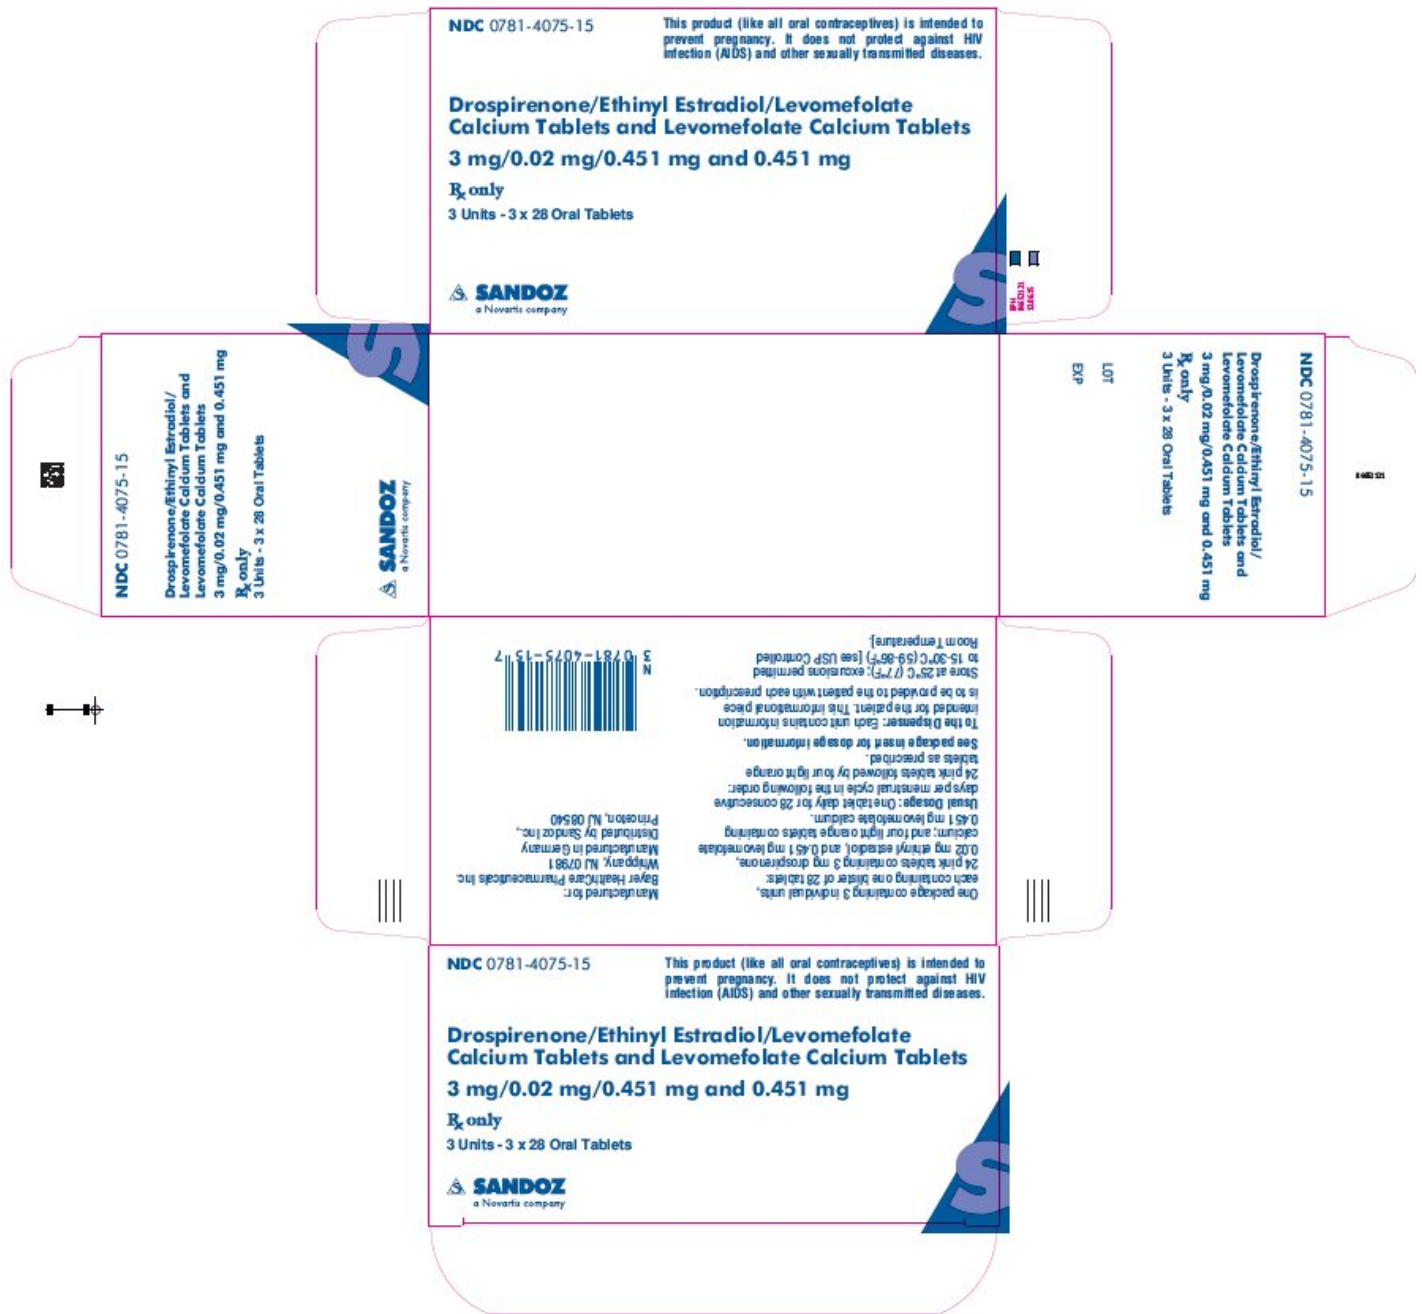 NDC 0781-4075-15
This product (like all oral contraceptives) is intended to
prevent pregnancy. It does not protect against HIV
infection (AIDS) and other sexually transmitted diseases.
Drospirenone/Ethinyl Estradiol/Levomefolate
Calcium Tablets and Levomefolate Calcium Tablets
3 mg/0.02 mg/0.451 mg and 0.451 mg
Rx only
3 Units - 3 x 28 Oral Tablets
S SANDOZ
a Novartis company
S
NDC 0781-4075-15
Drospirenone/Ethinyl Estradiol/
Levomefolate Calcium Tablets and
Levomefolate Calcium Tablets
3 mg/0.02 mg/0.451 mg and 0.451 mg
Rx only
3 Units - 3 x 28 Oral Tablets
S SANDOZ
a Novartis company
S
NDC 0781-4075-15
Drospirenone/Ethinyl Estradiol/
Levomefolate Calcium Tablets and
Levomefolate Calcium Tablets
3 mg/0.02 mg/0.451 mg and 0.451 mg
Rx only
3 Units - 3 x 28 Oral Tablets
LOT
EXP
One package containing 3 individual units,
each containing one blister of 28 tablets:
24 pink tablets containing 3 mg drospirenone,
0.02 mg ethinyl estradiol, and 0.451 mg levomefolate
calcium; and four light orange tablets containing
0.451 mg levomefolate calcium.
Usual Dosage: One tablet daily for 28 consecutive
days per menstrual cycle in the following order:
24 pink tablets followed by four light orange
tablets as prescribed.
See package insert for dosage information.
To the Dispenser: Each unit contains information
intended for the patient. This informational piece
is to be provided to the patient with each prescription.
Store at 25°C (77°F); excursions permitted
to 15-30°C (59-86°F) [see USP Controlled
Room Temperature].
Manufactured for:
Bayer HealthCare Pharmaceuticals Inc.
Whippany, NJ 07981
Manufactured in Germany
Distributed by Sandoz Inc.,
Princeton, NJ 08540
N
3 0781-4075-15 7
NDC 0781-4075-15
This product (like all oral contraceptives) is intended to
prevent pregnancy. It does not protect against HIV
infection (AIDS) and other sexually transmitted diseases.
Drospirenone/Ethinyl Estradiol/Levomefolate
Calcium Tablets and Levomefolate Calcium Tablets
3 mg/0.02 mg/0.451 mg and 0.451 mg
Rx only
3 Units - 3 x 28 Oral Tablets
S SANDOZ
a Novartis company
S